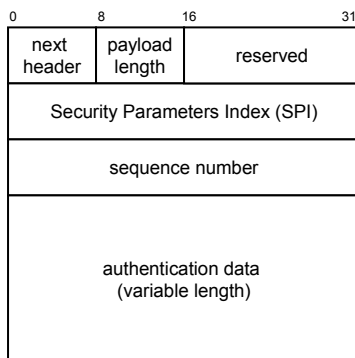 0 8 16 31
next header payload length reserved
Security Parameters Index (SPI)
sequence number
authentication data
(variable length)